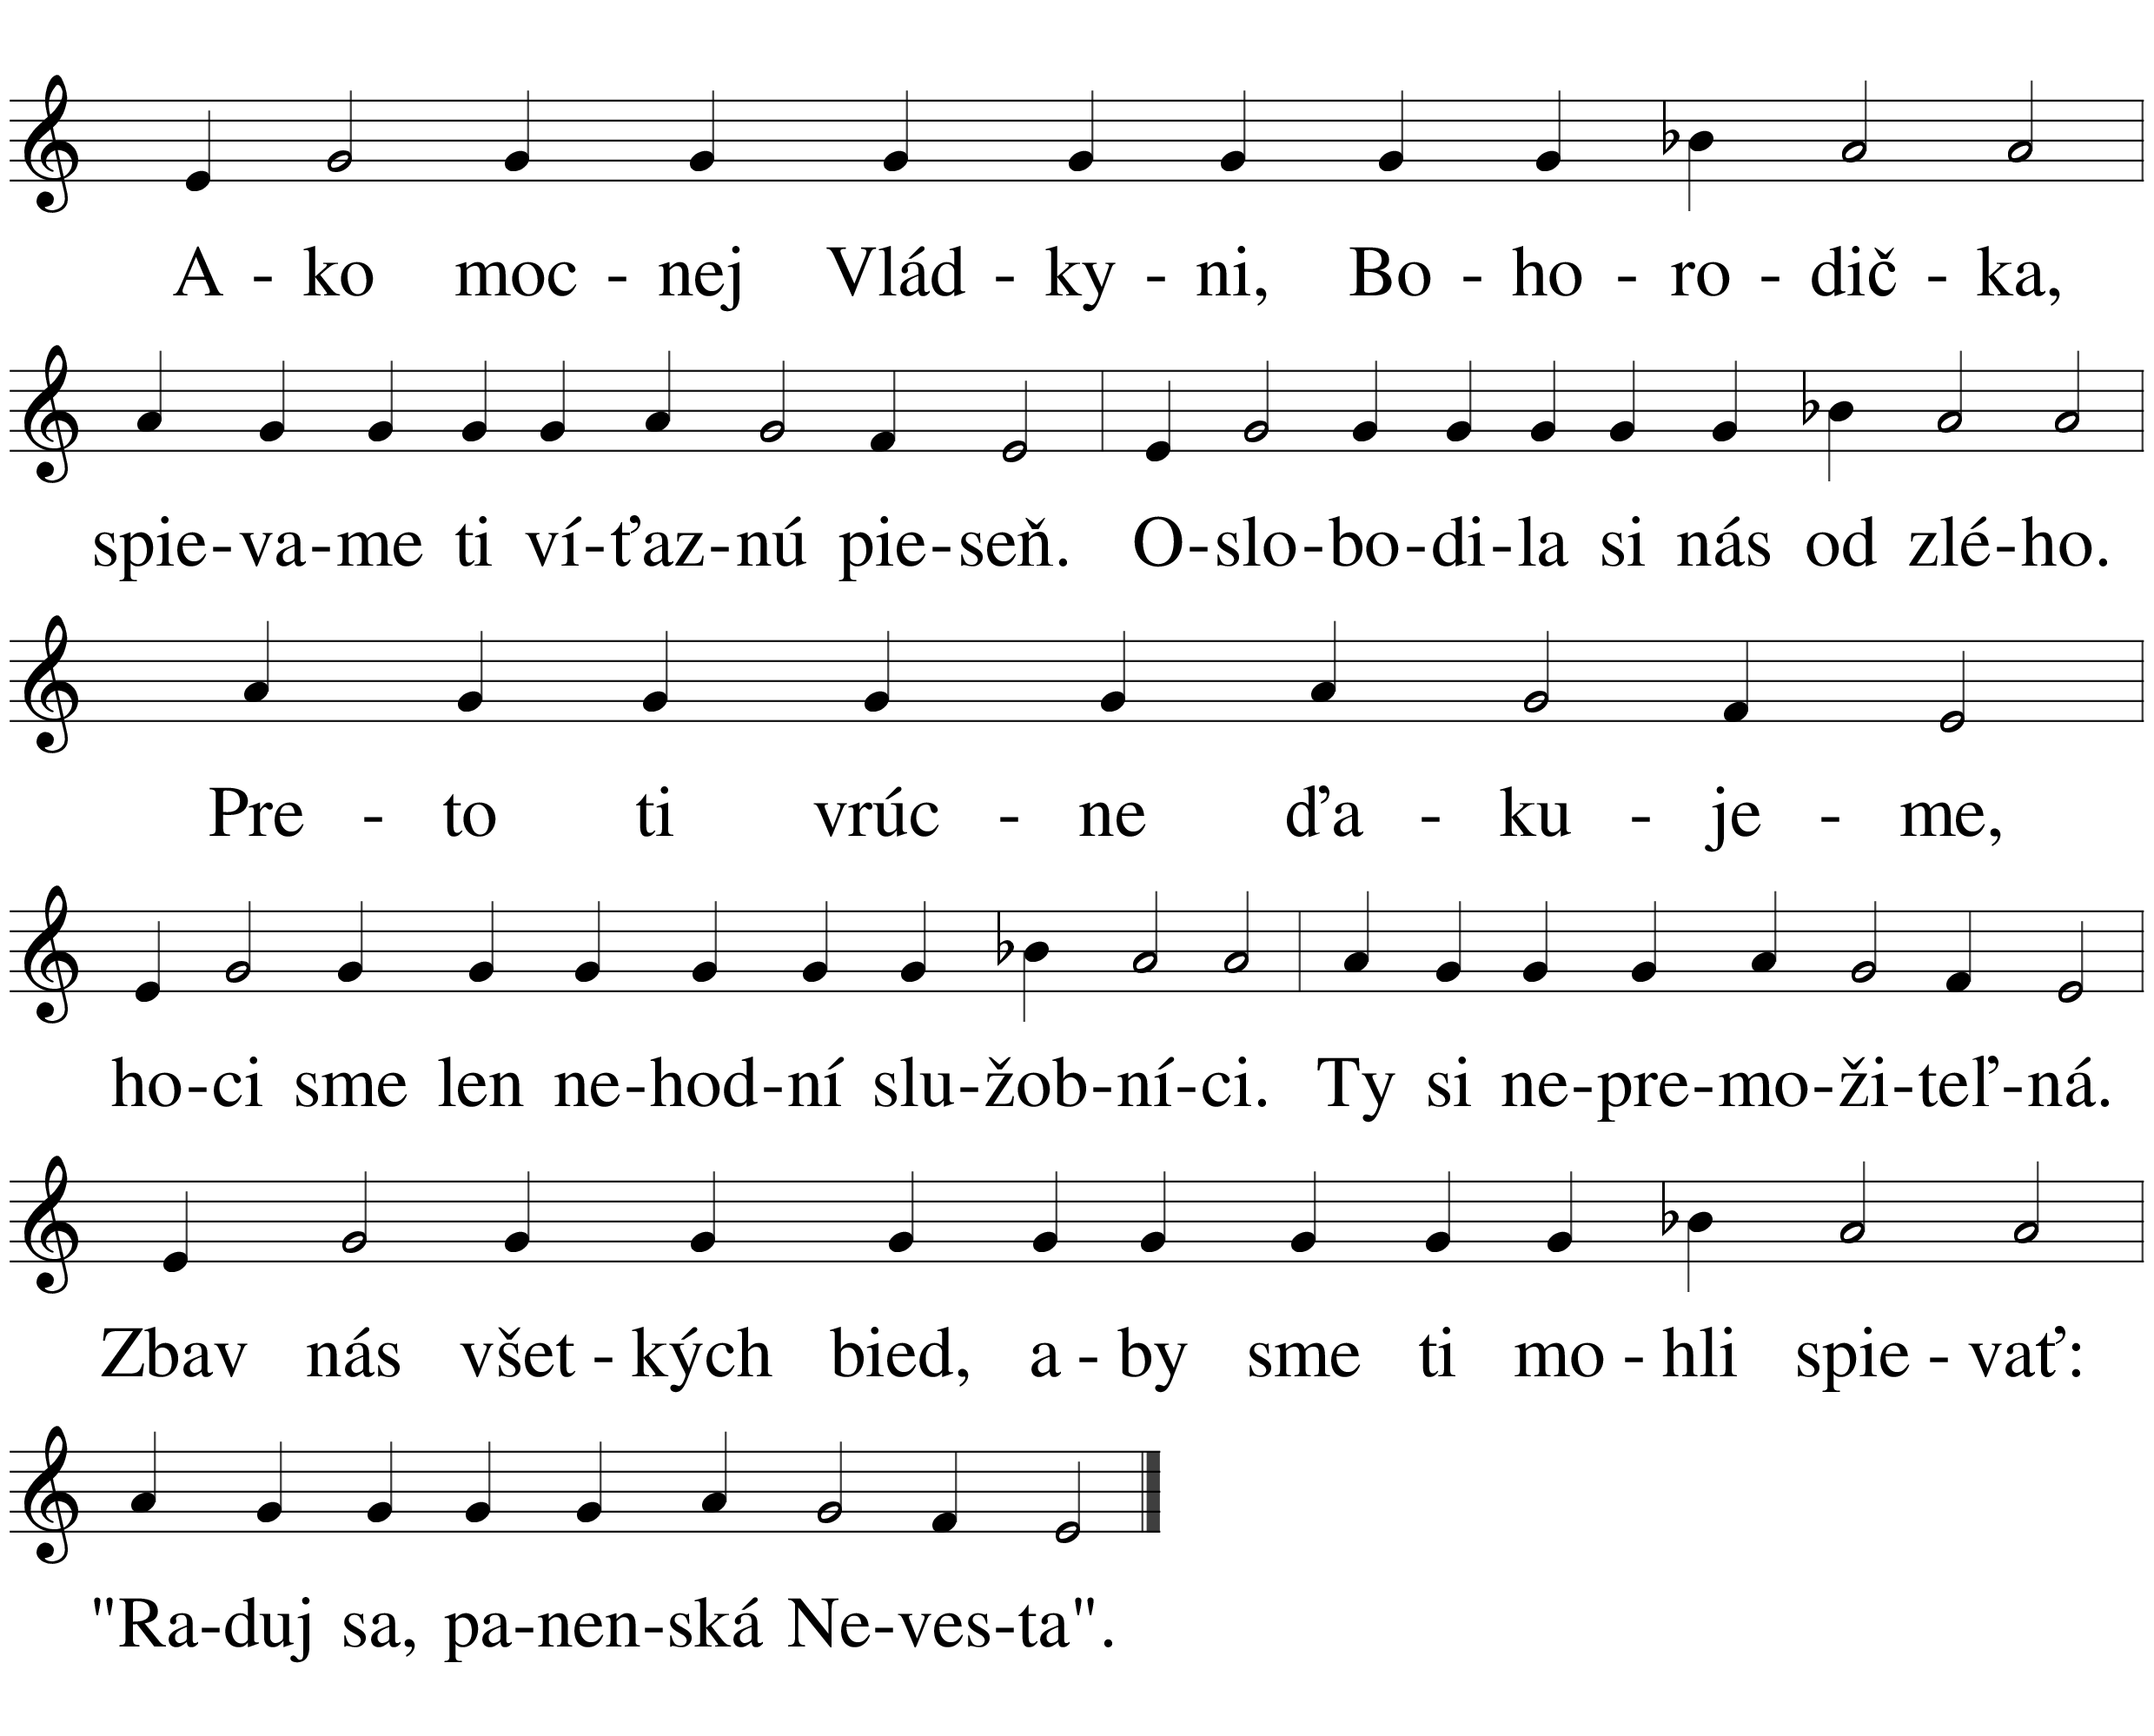 A - ko moc - nej Vlád - ky - ni, Bo - ho - ro - dič - ka,
spie-va-me ti ví-ťaz-nú pie-seň. O-slo-bo-di-la si nás od zlé-ho.
Pre - to ti vrúc - ne ďa - ku - je - me,
ho-ci sme len ne-hod-ní slu-žob-ní-ci. Ty si ne-pre-mo-ži-teľ-ná.
Zbav nás všet - kých bied, a - by sme ti mo - hli spie - vať:
"Ra-duj sa, pa-nen-ská Ne-ves-ta".